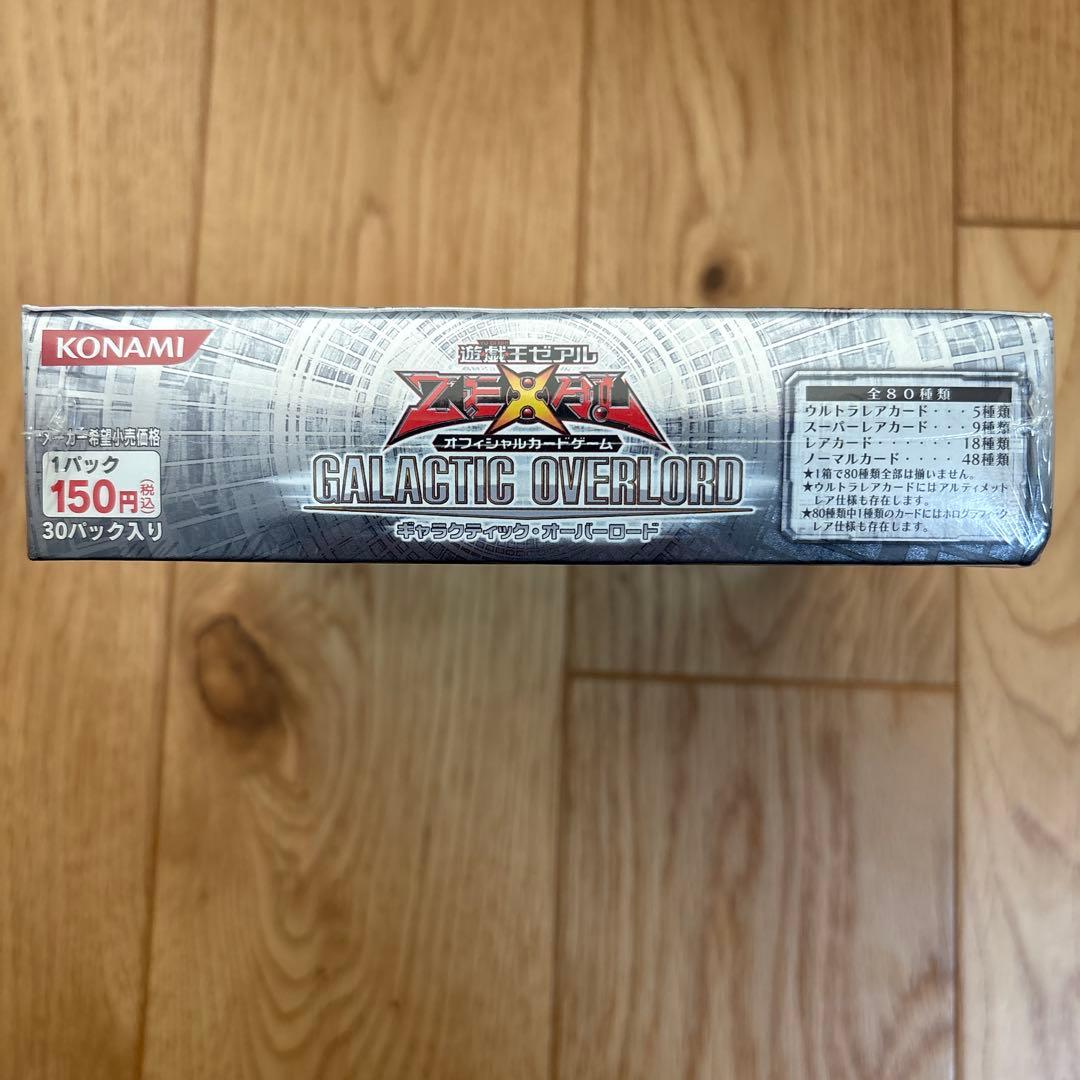 KONAMI
メーカー希望小売価格
1パック
150円(税込)
30パック入り
遊戯王ゼアル
ZEXAL
オフィシャルカードゲーム
GALACTIC OVERLORD
ギャラクティック・オーバーロード
全80種類
ウルトラレアカード・・・5種類
スーパーレアカード・・・9種類
レアカード・・・・・・・18種類
ノーマルカード・・・・・48種類
★1箱で80種類全部は揃いません。
★ウルトラレアカードにはアルティメット
レア仕様も存在します。
★80種類中1種類のカードにはホログラフィック
レア仕様も存在します。